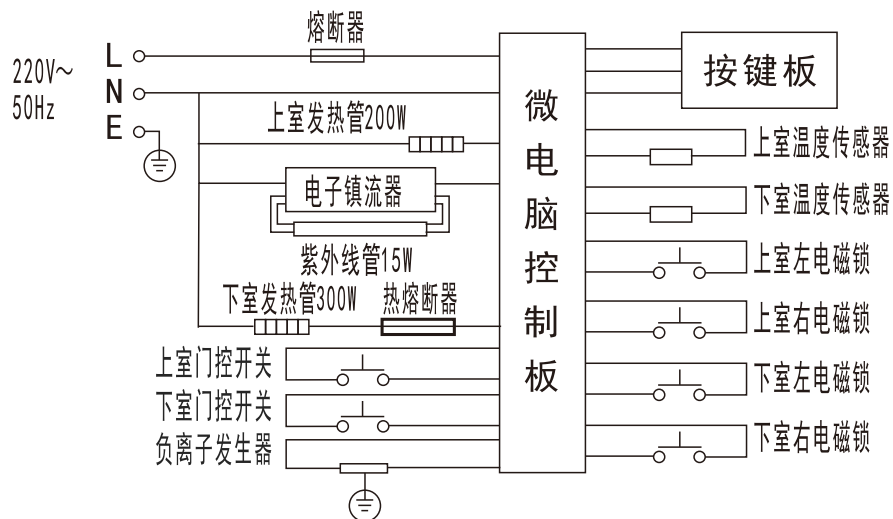 熔断器
220V～
50Hz
L
N
E
按键板
微电脑控制板
上室发热管200W
上室温度传感器
电子镇流器
下室温度传感器
紫外线管15W
上室左电磁锁
下室发热管300W
热熔断器
上室右电磁锁
上室门控开关
下室左电磁锁
下室门控开关
负离子发生器
下室右电磁锁